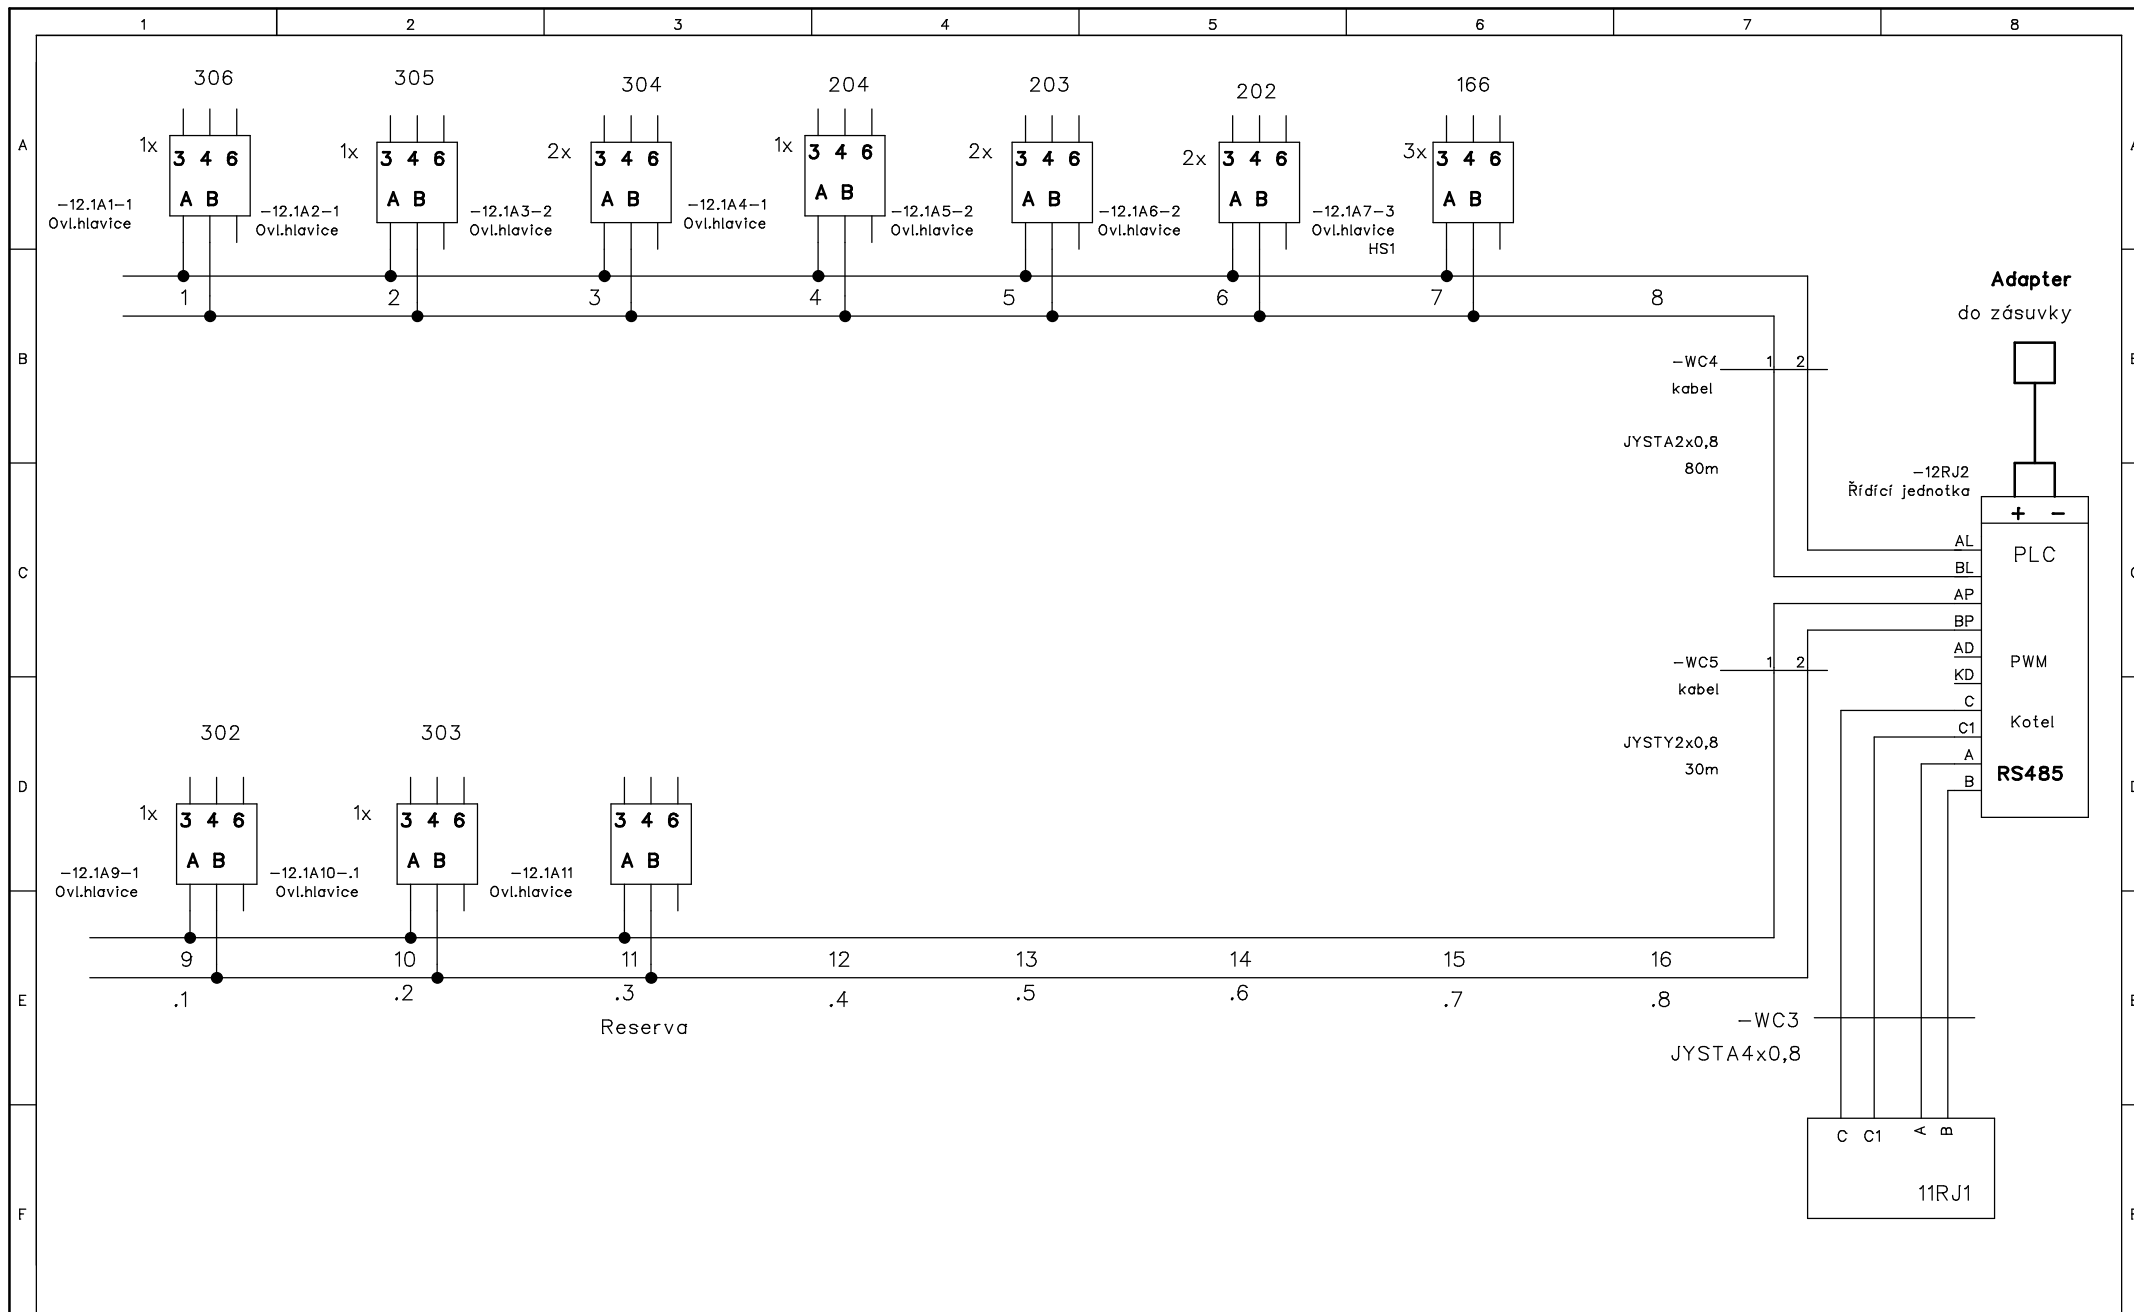 1 2 3 4 5 6 7 8
306 305 304 204 203 202 166
A
1x 1x 2x 1x 2x 2x 3x
3 4 6 3 4 6 3 4 6 3 4 6 3 4 6 3 4 6 3 4 6
A B A B A B A B A B A B A B
-12.1A1-1 -12.1A2-1 -12.1A3-2 -12.1A4-1 -12.1A5-2 -12.1A6-2 -12.1A7-3
Ovl.hlavice Ovl.hlavice Ovl.hlavice Ovl.hlavice Ovl.hlavice Ovl.hlavice Ovl.hlavice
HS1
1 2 3 4 5 6 7 8
Adapter
do zásuvky
B
-WC4 1 2
kabel
JYSTA2x0,8
80m
-12RJ2
Řídící jednotka
+ -
C
AL
PLC
BL
AP
BP
AD
PWM
KD
C
Kotel
C1
A
RS485
B
-WC5 1 2
kabel
JYSTY2x0,8
30m
302 303
D
1x 1x
3 4 6 3 4 6 3 4 6
A B A B A B
-12.1A9-1 -12.1A10-.1 -12.1A11
Ovl.hlavice Ovl.hlavice Ovl.hlavice
9 10 11 12 13 14 15 16
E
.1 .2 .3 .4 .5 .6 .7 .8
Reserva
-WC3
JYSTA4x0,8
C C1 A B
11RJ1
F